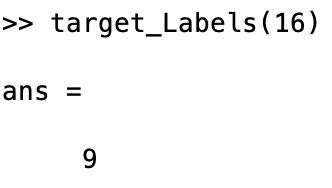 >> target_Labels(16)
ans =
9